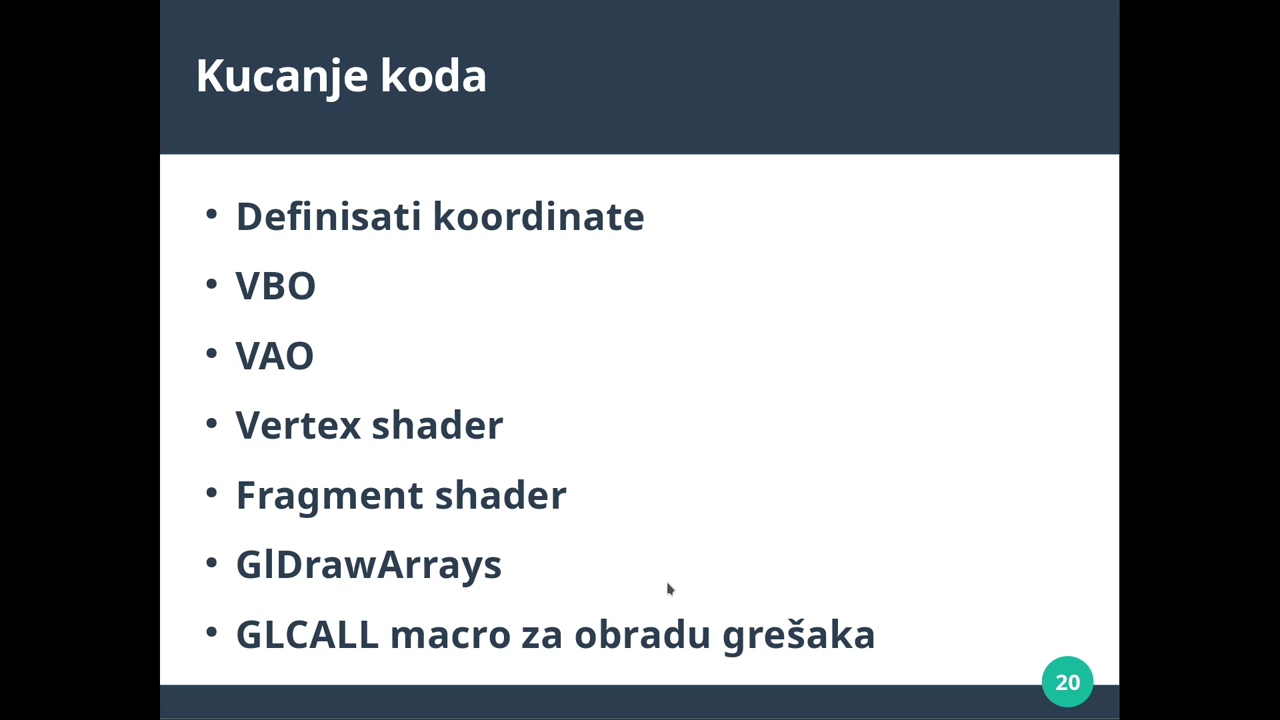 Kucanje koda
• Definisati koordinate
• VBO
• VAO
• Vertex shader
• Fragment shader
• GlDrawArrays
• GLCALL macro za obradu grešaka
20